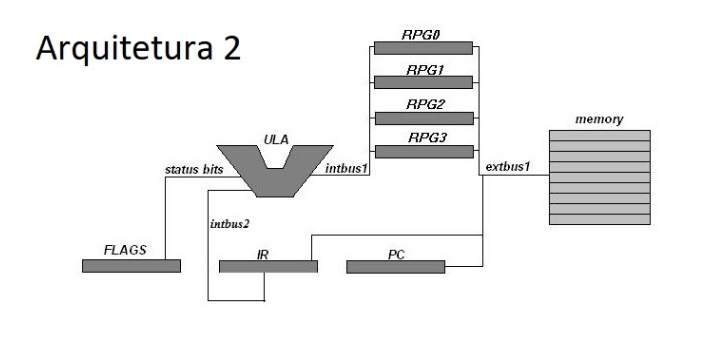 Arquitetura 2
RPG0
RPG1
RPG2
RPG3
memory
ULA
status bits
intbus1
extbus1
intbus2
FLAGS
IR
PC